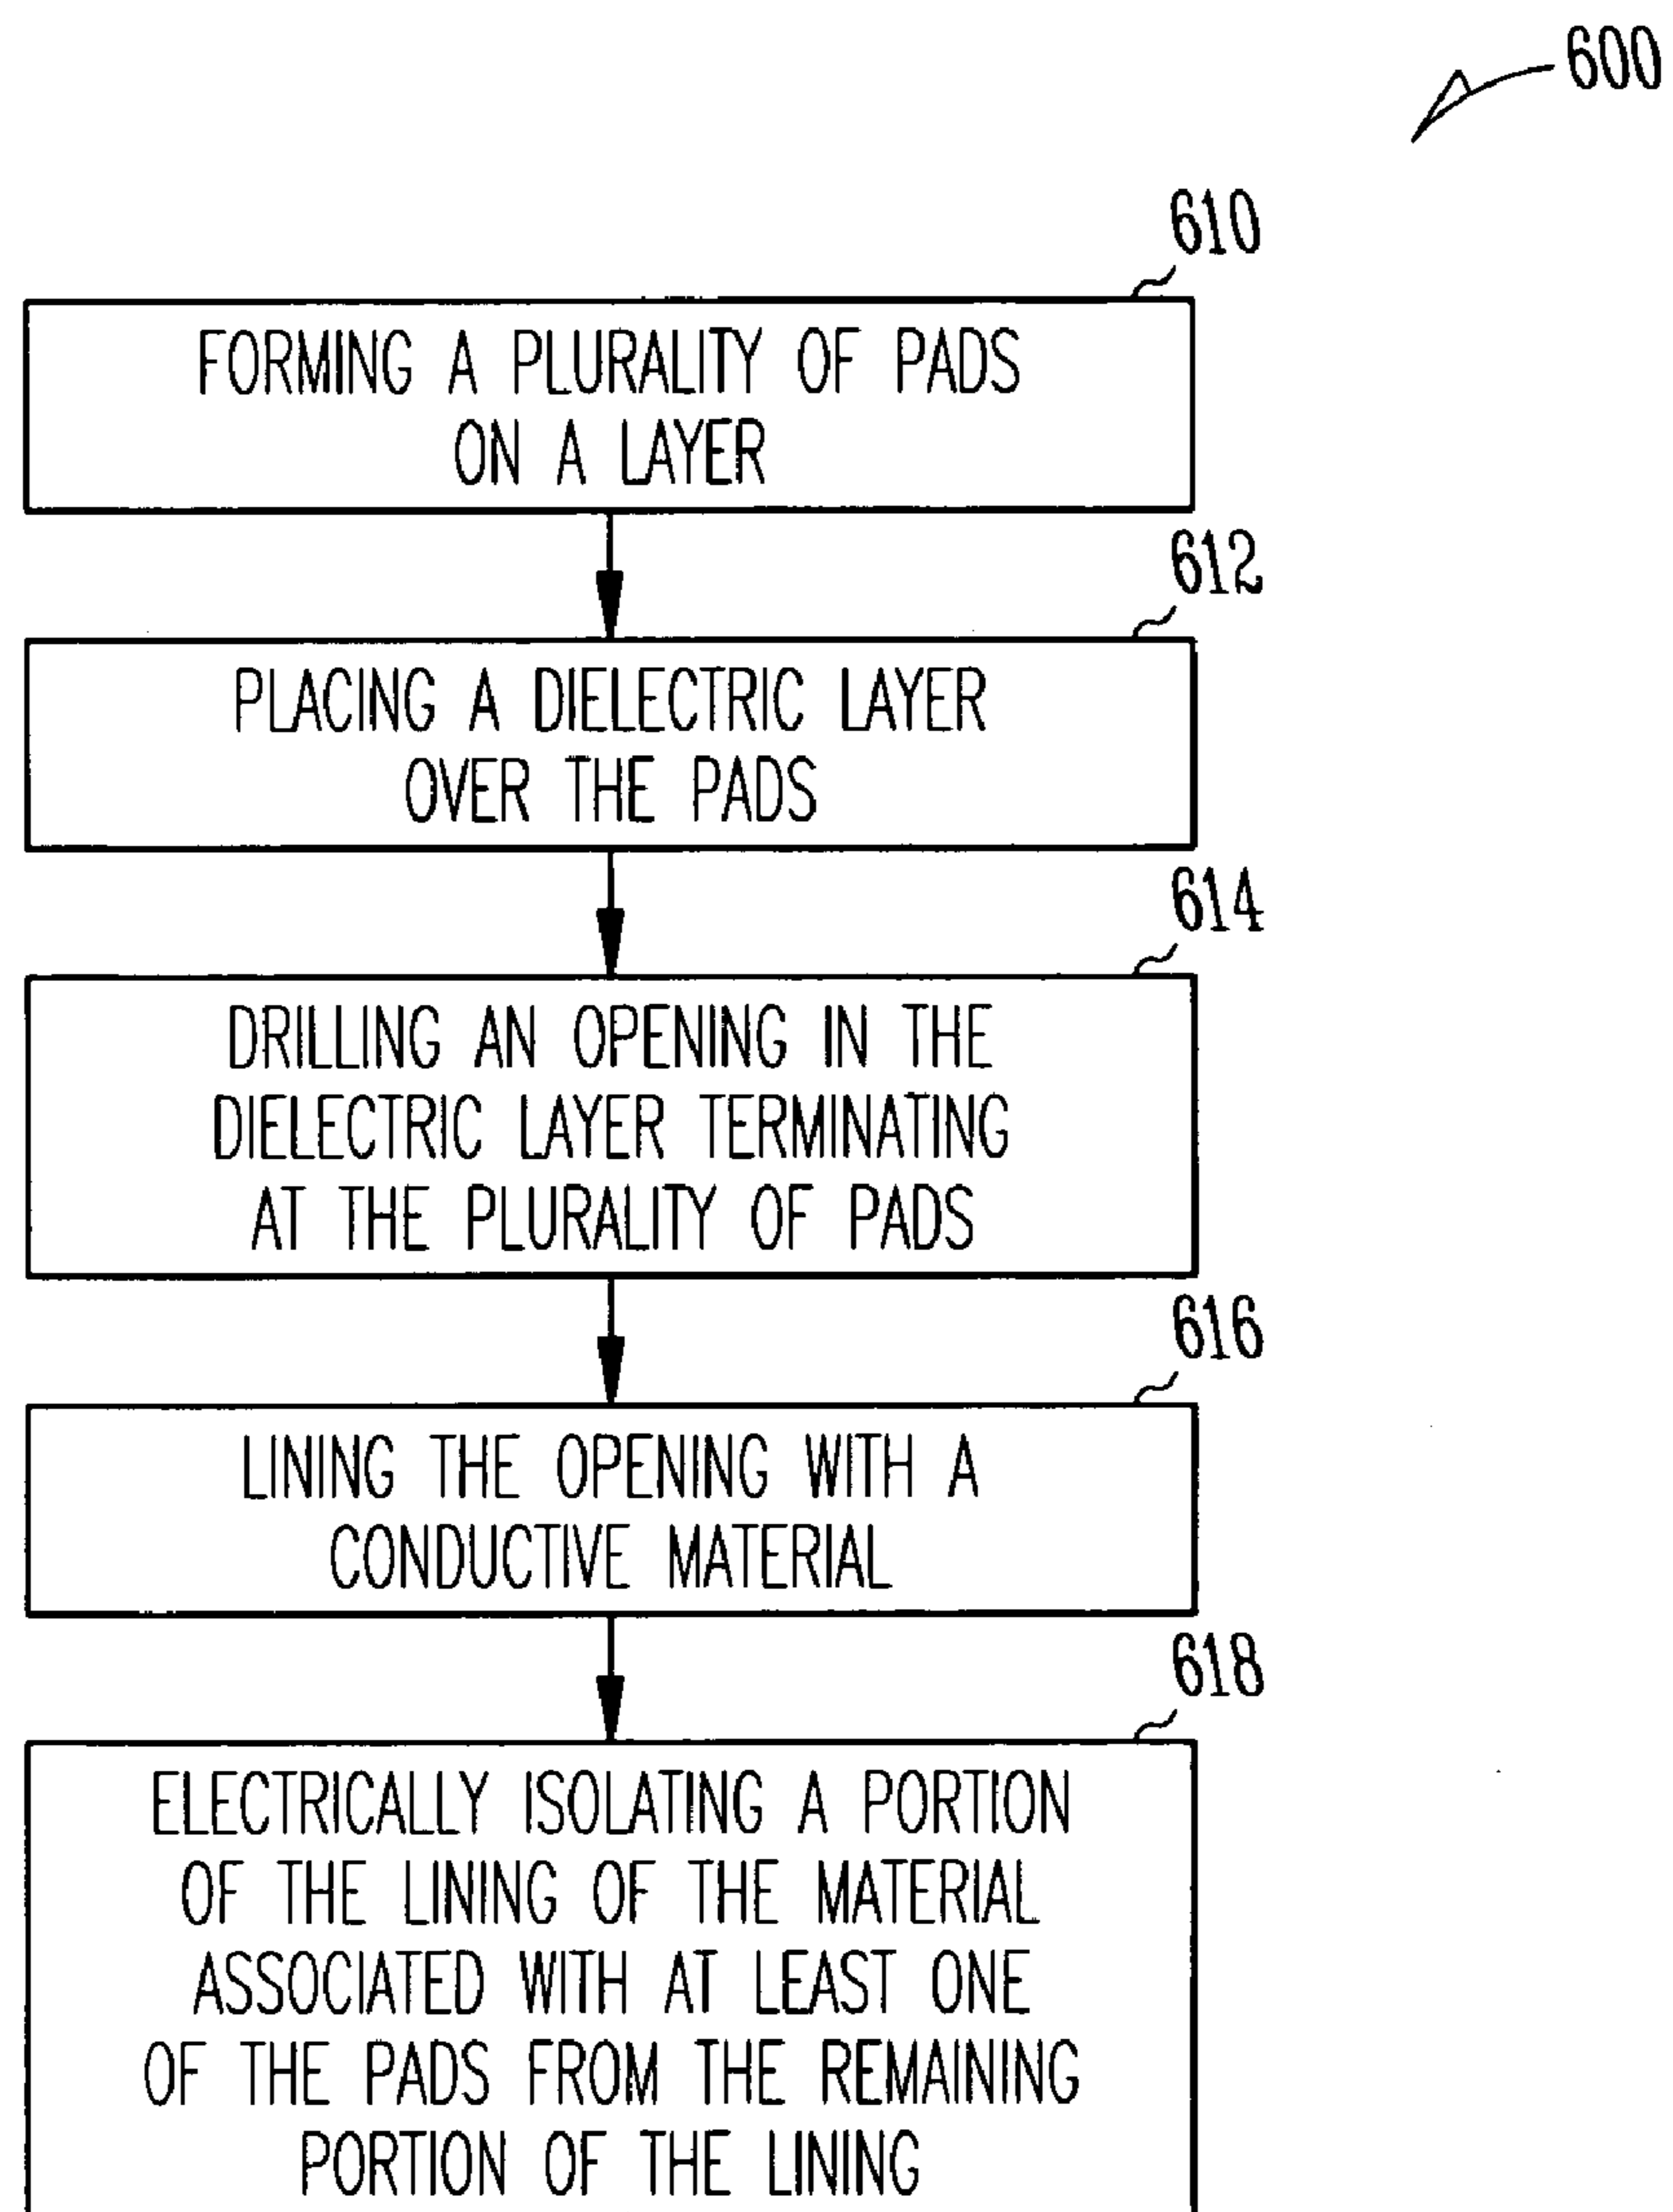 600
610
FORMING A PLURALITY OF PADS
ON A LAYER
612
PLACING A DIELECTRIC LAYER
OVER THE PADS
614
DRILLING AN OPENING IN THE
DIELECTRIC LAYER TERMINATING
AT THE PLURALITY OF PADS
616
LINING THE OPENING WITH A
CONDUCTIVE MATERIAL
618
ELECTRICALLY ISOLATING A PORTION
OF THE LINING OF THE MATERIAL
ASSOCIATED WITH AT LEAST ONE
OF THE PADS FROM THE REMAINING
PORTION OF THE LINING